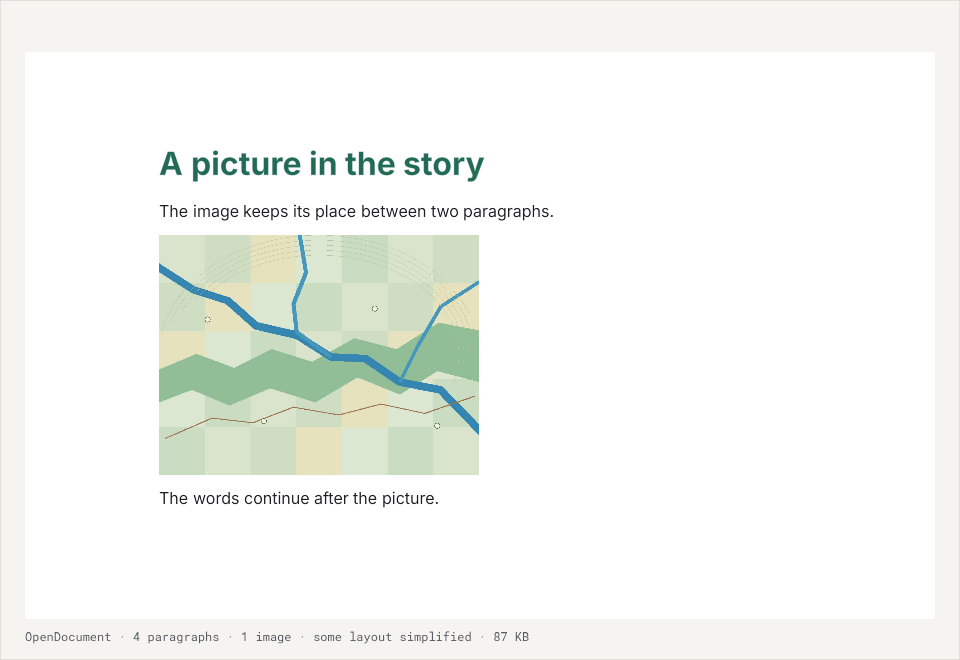 A picture in the story
The image keeps its place between two paragraphs.
The words continue after the picture.
OpenDocument · 4 paragraphs · 1 image · some layout simplified · 87 KB